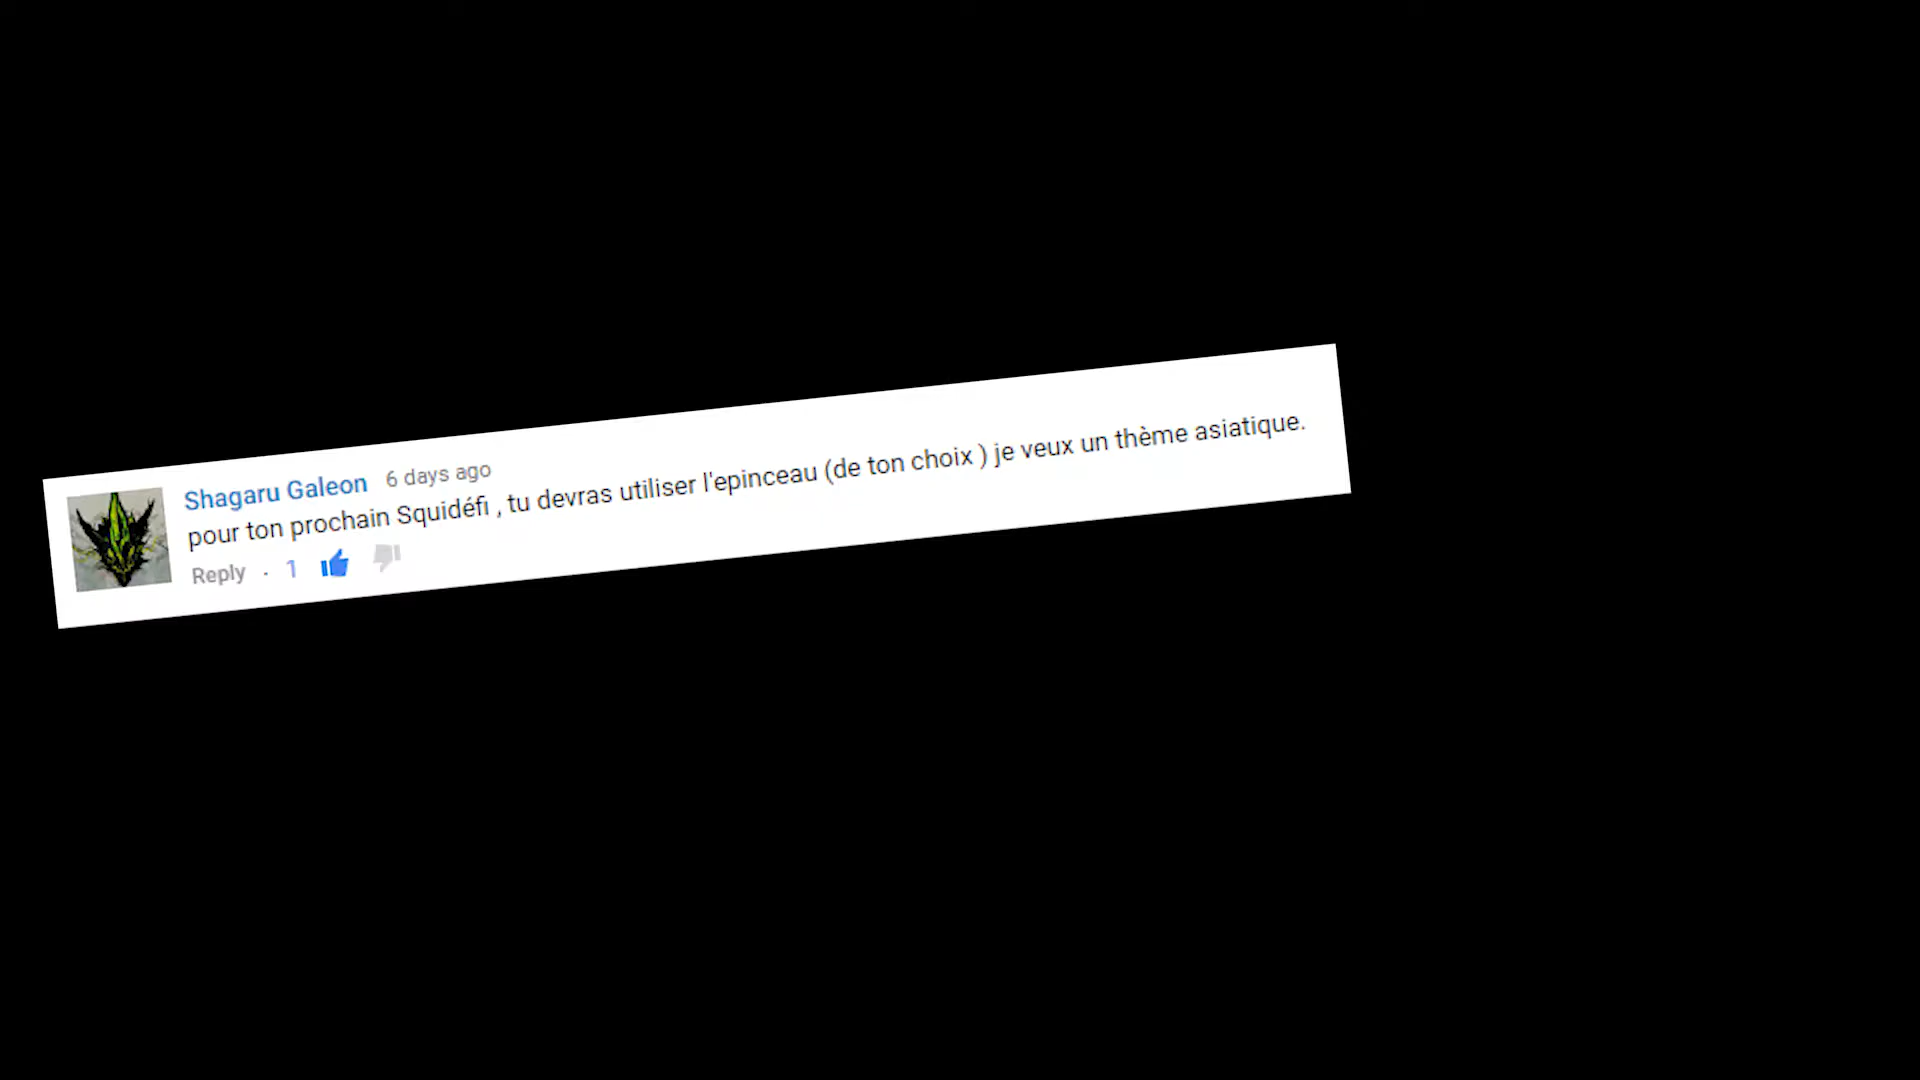 Shagaru Galeon 6 days ago
pour ton prochain Squidéfi , tu devras utiliser l'epinceau (de ton choix ) je veux un thème asiatique.
Reply · 1